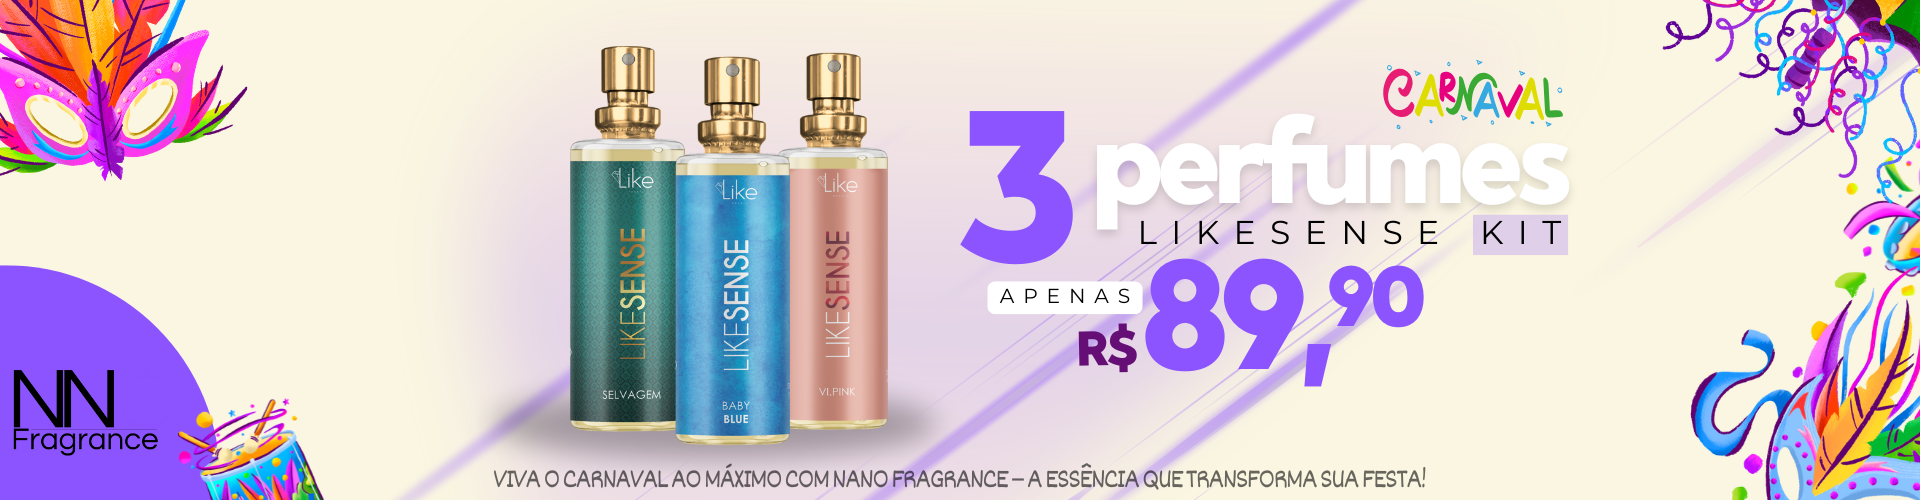 CARNAVAL
3 perfumes
LIKESENSE KIT
APENAS
R$ 89,90
Like
LIKESENSE
SELVAGEM
Like
LIKESENSE
BABY
BLUE
Like
LIKESENSE
VI.PINK
NN
Fragrance
VIVA O CARNAVAL AO MÁXIMO COM NANO FRAGRANCE – A ESSÊNCIA QUE TRANSFORMA SUA FESTA!